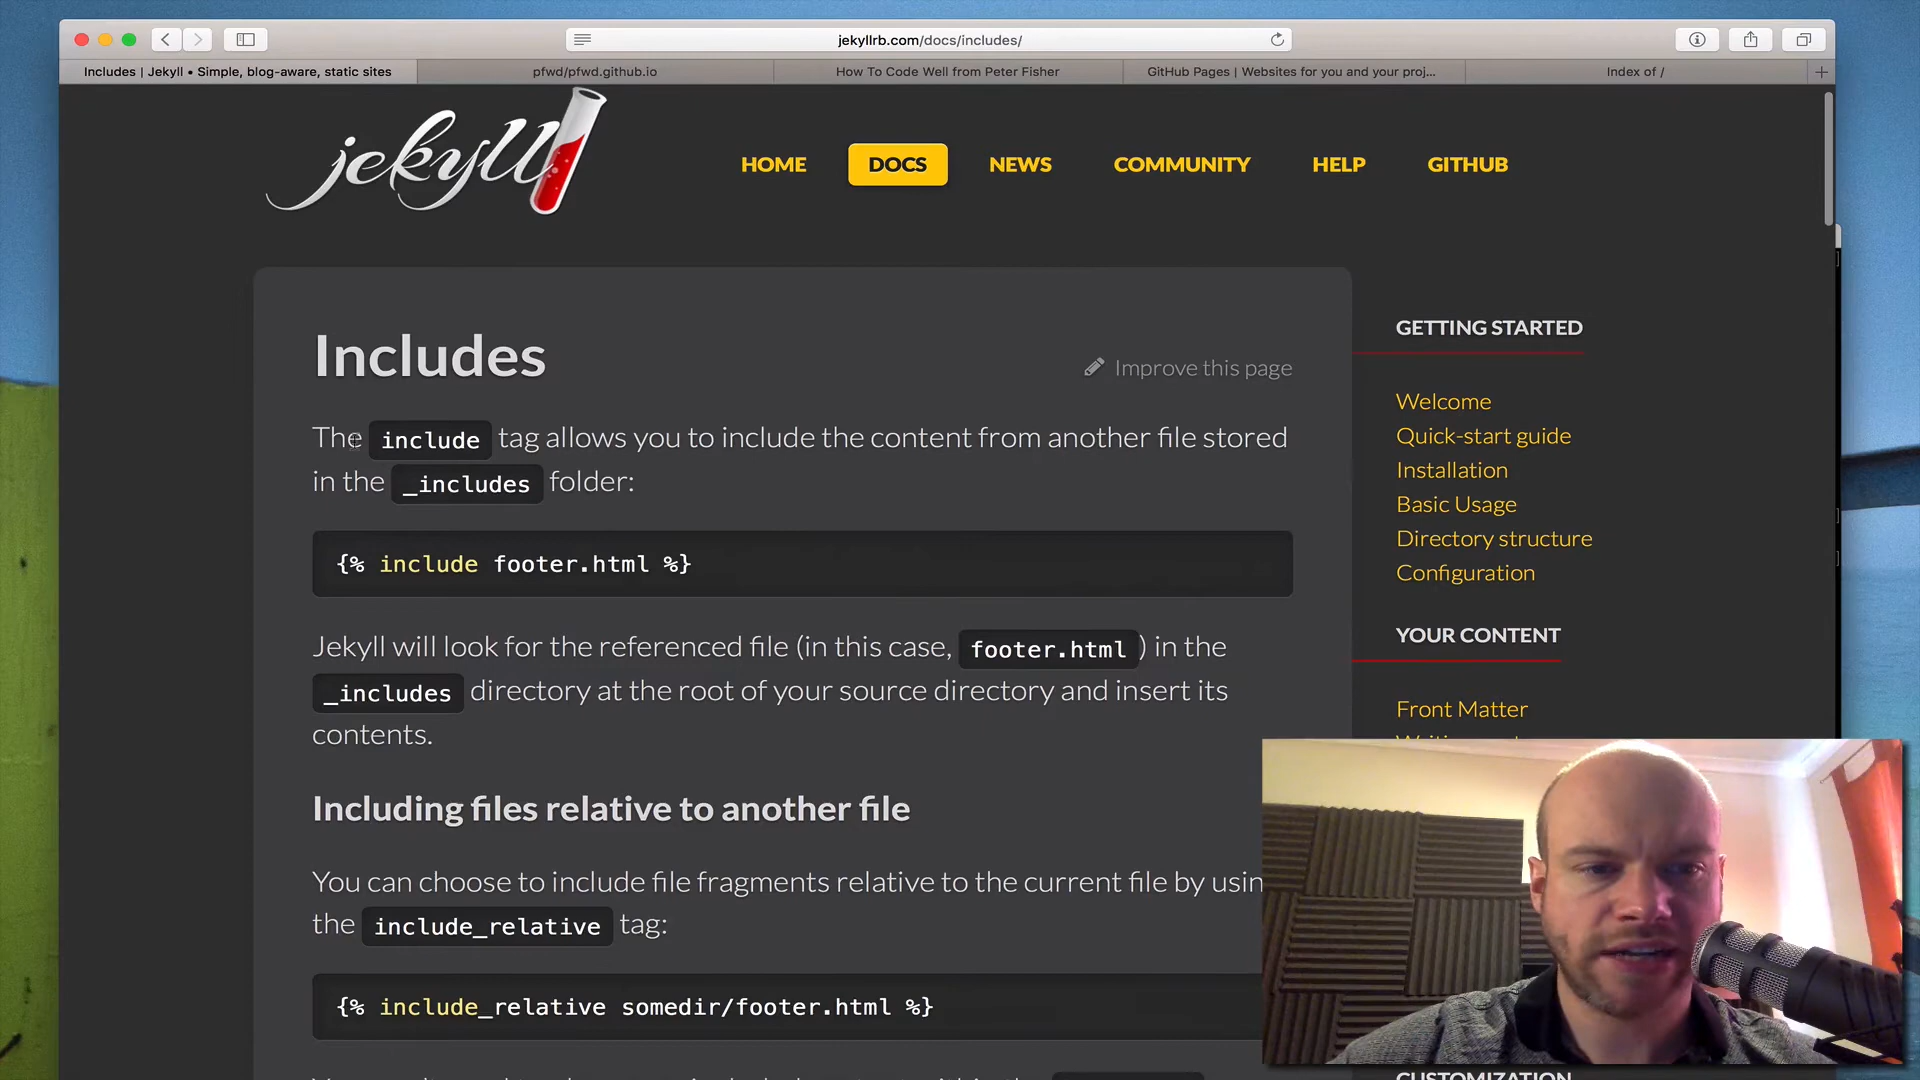 jekyllrb.com/docs/includes/
Includes | Jekyll • Simple, blog-aware, static sites
pfwd/pfwd.github.io
How To Code Well from Peter Fisher
GitHub Pages | Websites for you and your proj...
Index of /
jekyll
HOME
DOCS
NEWS
COMMUNITY
HELP
GITHUB
Includes
Improve this page
The include tag allows you to include the content from another file stored
in the _includes folder:
{% include footer.html %}
Jekyll will look for the referenced file (in this case, footer.html) in the
_includes directory at the root of your source directory and insert its
contents.
Including files relative to another file
You can choose to include file fragments relative to the current file by usin
the include_relative tag:
{% include_relative somedir/footer.html %}
GETTING STARTED
Welcome
Quick-start guide
Installation
Basic Usage
Directory structure
Configuration
YOUR CONTENT
Front Matter
CUSTOMIZATION